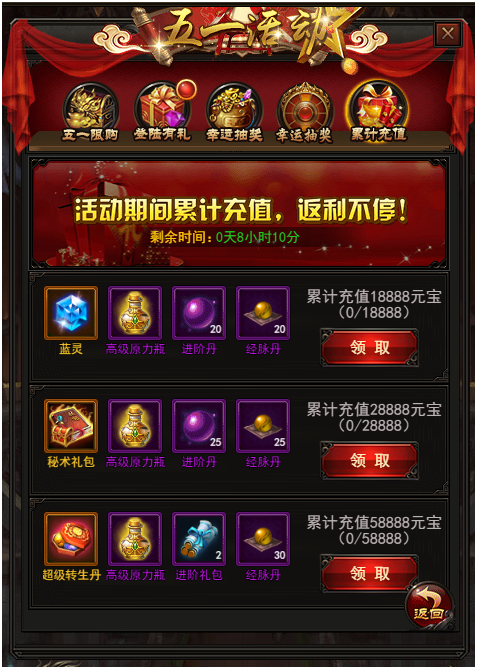 五一活动
五一限购 登陆有礼 幸运抽奖 幸运抽奖 累计充值
活动期间累计充值，返利不停！
剩余时间：0天8小时10分
累计充值18888元宝
（0/18888）
20 20
领 取
蓝灵 高级原力瓶 进阶丹 经脉丹
累计充值28888元宝
（0/28888）
25 25
领 取
秘术礼包 高级原力瓶 进阶丹 经脉丹
累计充值58888元宝
（0/58888）
2 30
领 取
超级转生丹 高级原力瓶 进阶礼包 经脉丹
返回